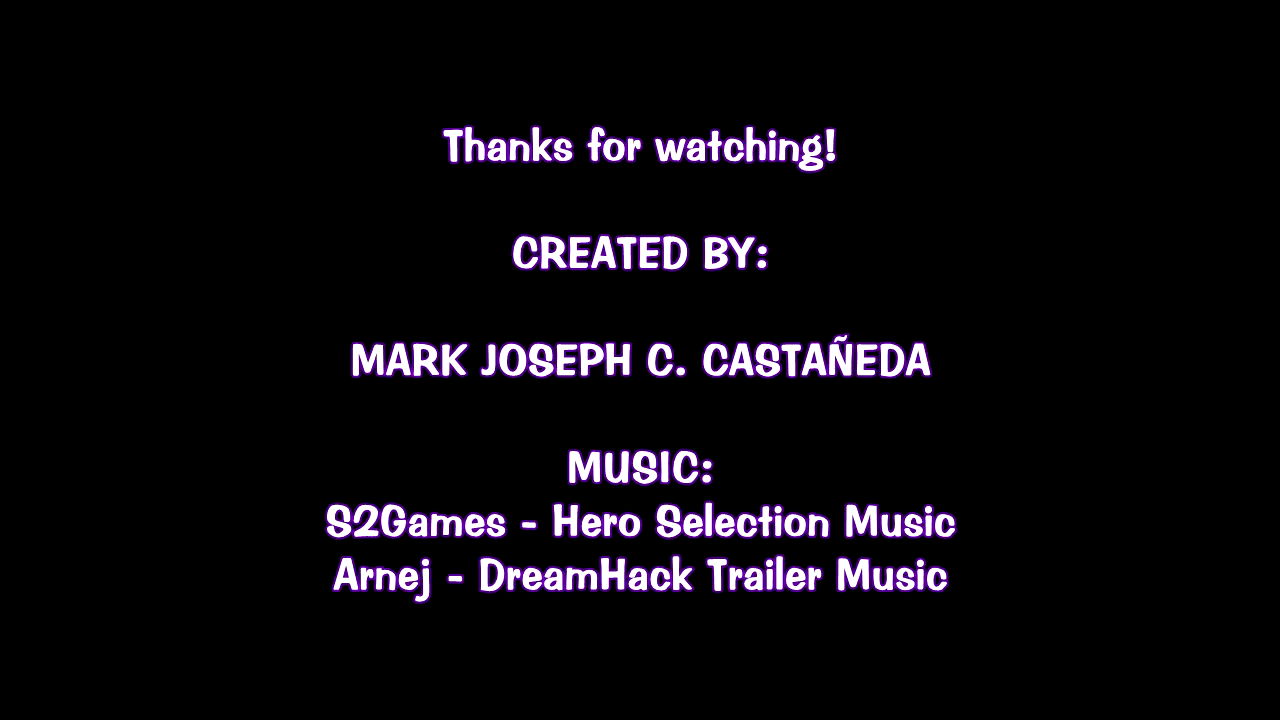 Thanks for watching!
CREATED BY:
MARK JOSEPH C. CASTAÑEDA
MUSIC:
S2Games - Hero Selection Music
Arnej - DreamHack Trailer Music